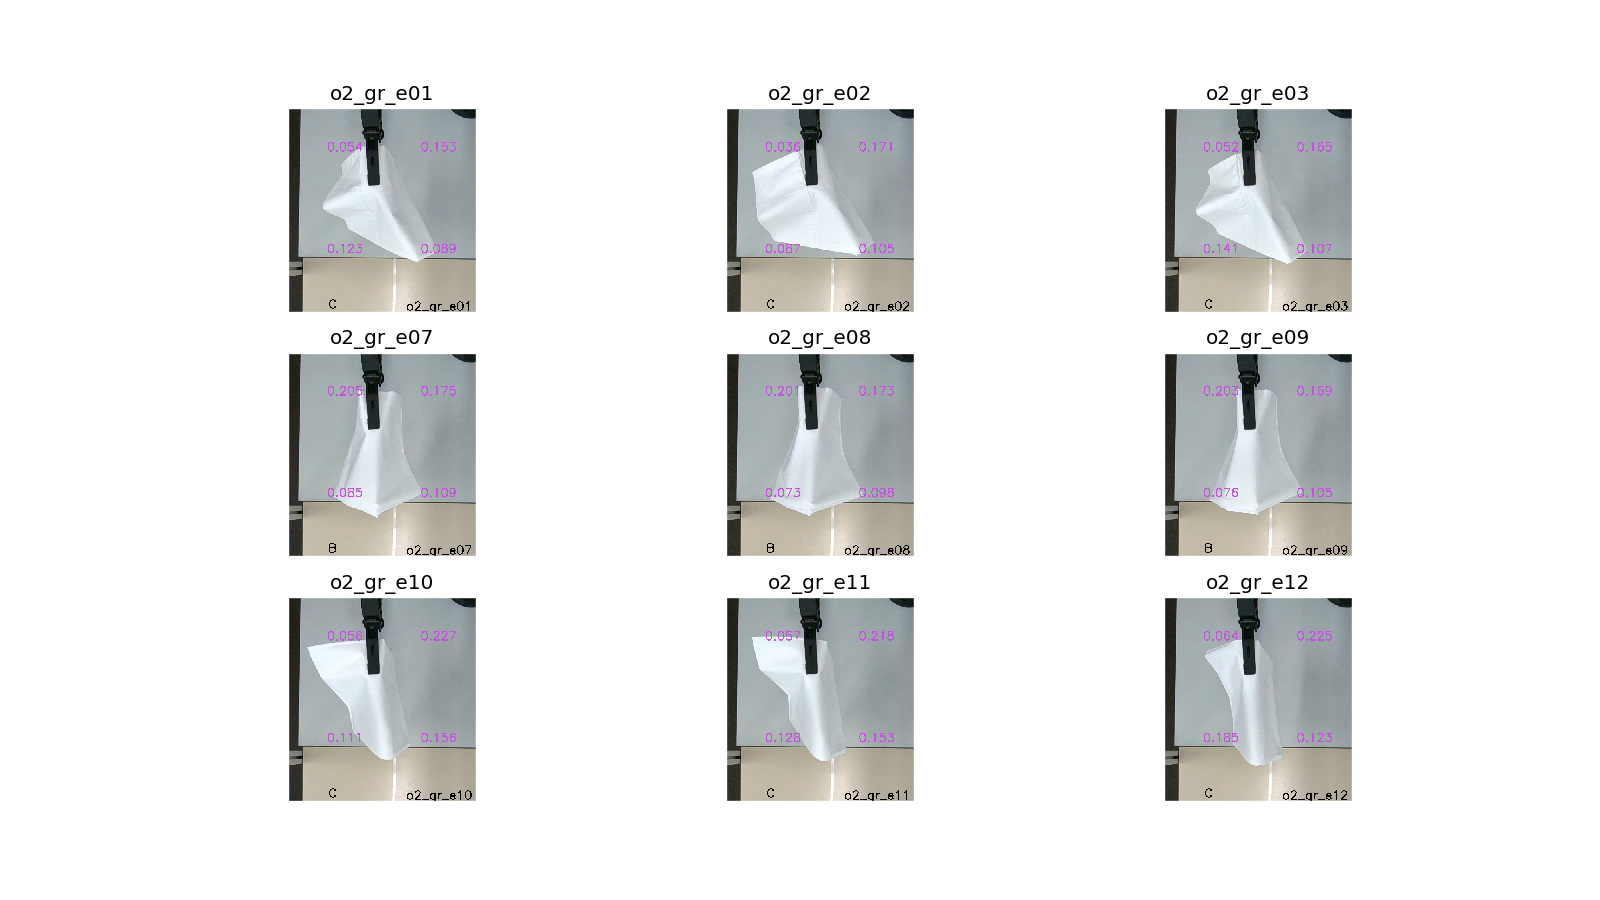 o2_gr_e01
o2_gr_e02
o2_gr_e03
0.054 0.153
0.036 0.171
0.052 0.165
0.123 0.089
0.087 0.105
0.141 0.107
C o2_gr_e01
C o2_gr_e02
C o2_gr_e03
o2_gr_e07
o2_gr_e08
o2_gr_e09
0.205 0.175
0.201 0.173
0.203 0.169
0.085 0.109
0.073 0.098
0.076 0.105
B o2_gr_e07
B o2_gr_e08
B o2_gr_e09
o2_gr_e10
o2_gr_e11
o2_gr_e12
0.056 0.227
0.057 0.218
0.064 0.225
0.111 0.156
0.128 0.153
0.185 0.123
C o2_gr_e10
C o2_gr_e11
C o2_gr_e12